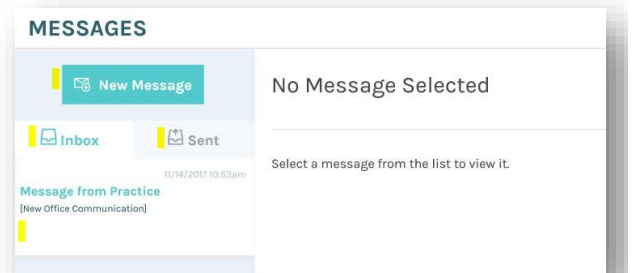 MESSAGES
New Message
Inbox
Sent
11/14/2017 10:53am
Message from Practice
[New Office Communication]
No Message Selected
Select a message from the list to view it.